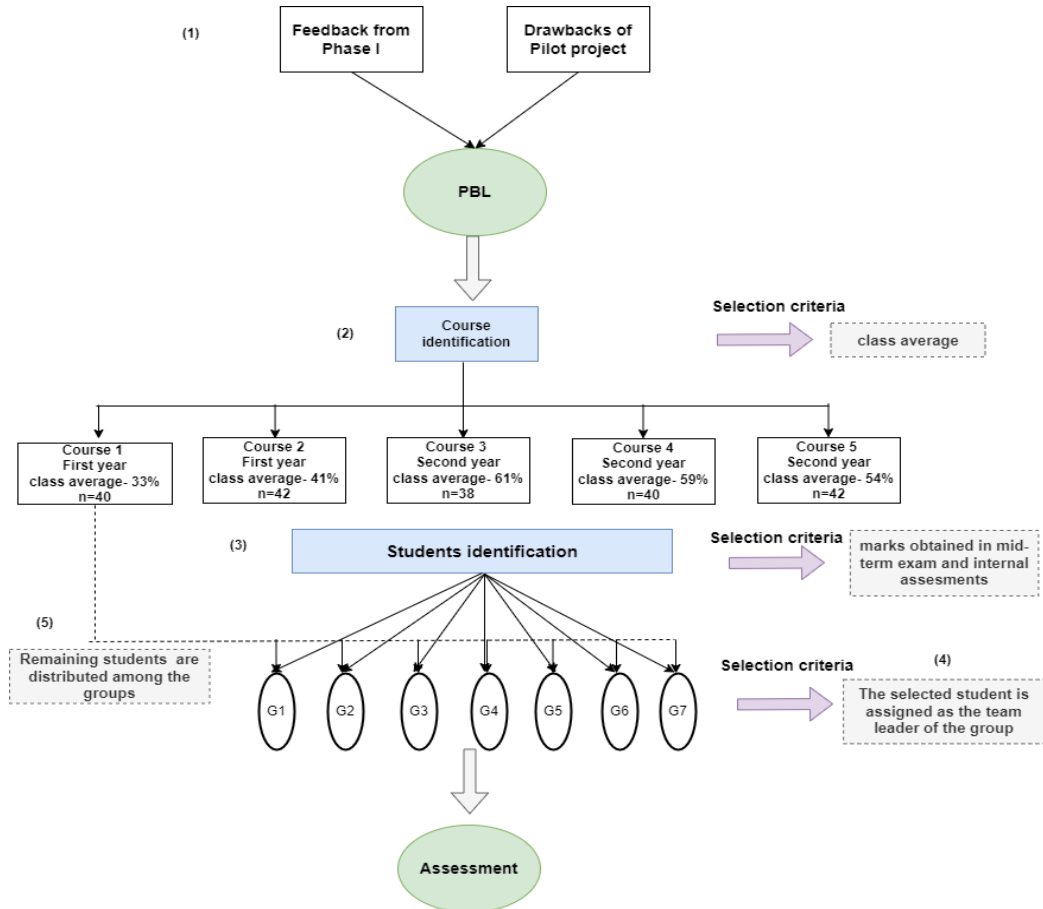 (1)
Feedback from
Phase I
Drawbacks of
Pilot project
PBL
(2)
Course
identification
Selection criteria
class average
Course 1
First year
class average- 33%
n=40
Course 2
First year
class average- 41%
n=42
Course 3
Second year
class average- 61%
n=38
Course 4
Second year
class average- 59%
n=40
Course 5
Second year
class average- 54%
n=42
(3)
Students identification
Selection criteria
marks obtained in mid-
term exam and internal
assesments
(5)
Remaining students are
distributed among the
groups
G1
G2
G3
G4
G5
G6
G7
Selection criteria
(4)
The selected student is
assigned as the team
leader of the group
Assessment